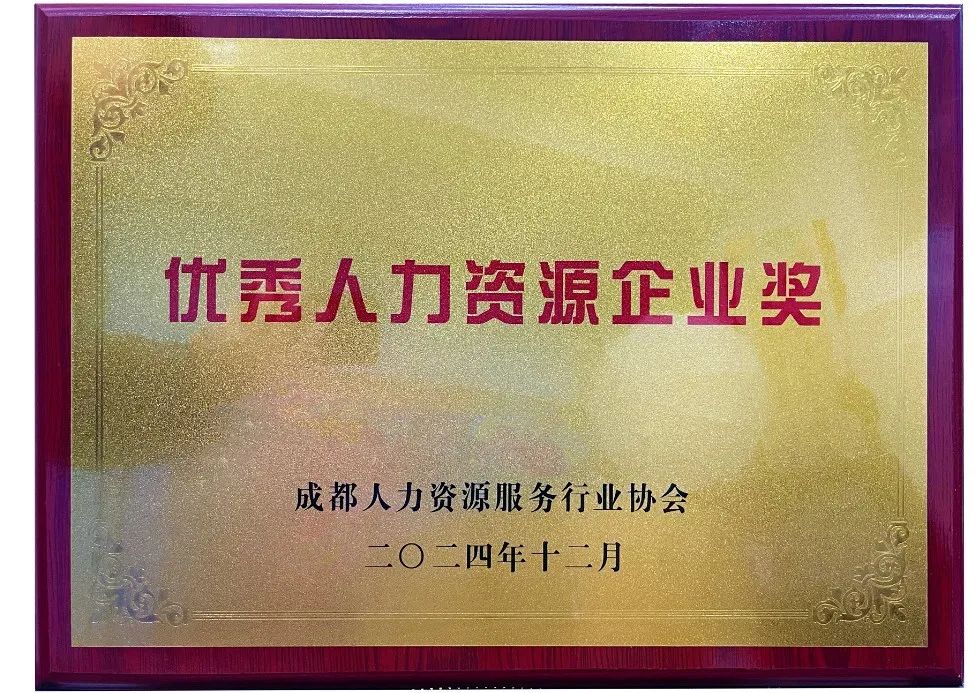 优秀人力资源企业奖
成都人力资源服务行业协会
二〇二四年十二月